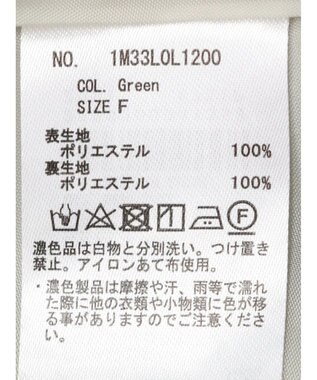 NO. 1M33L0L1200
COL. Green
SIZE F
表生地
ポリエステル 100%
裏生地
ポリエステル 100%
F
濃色品は白物と分別洗い。つけ置き
禁止。アイロンあて布使用。
・濃色製品は摩擦や汗、雨等で濡れ
た際に他の衣類や小物類に色が移
る事がありますのでご注意くださ
い。